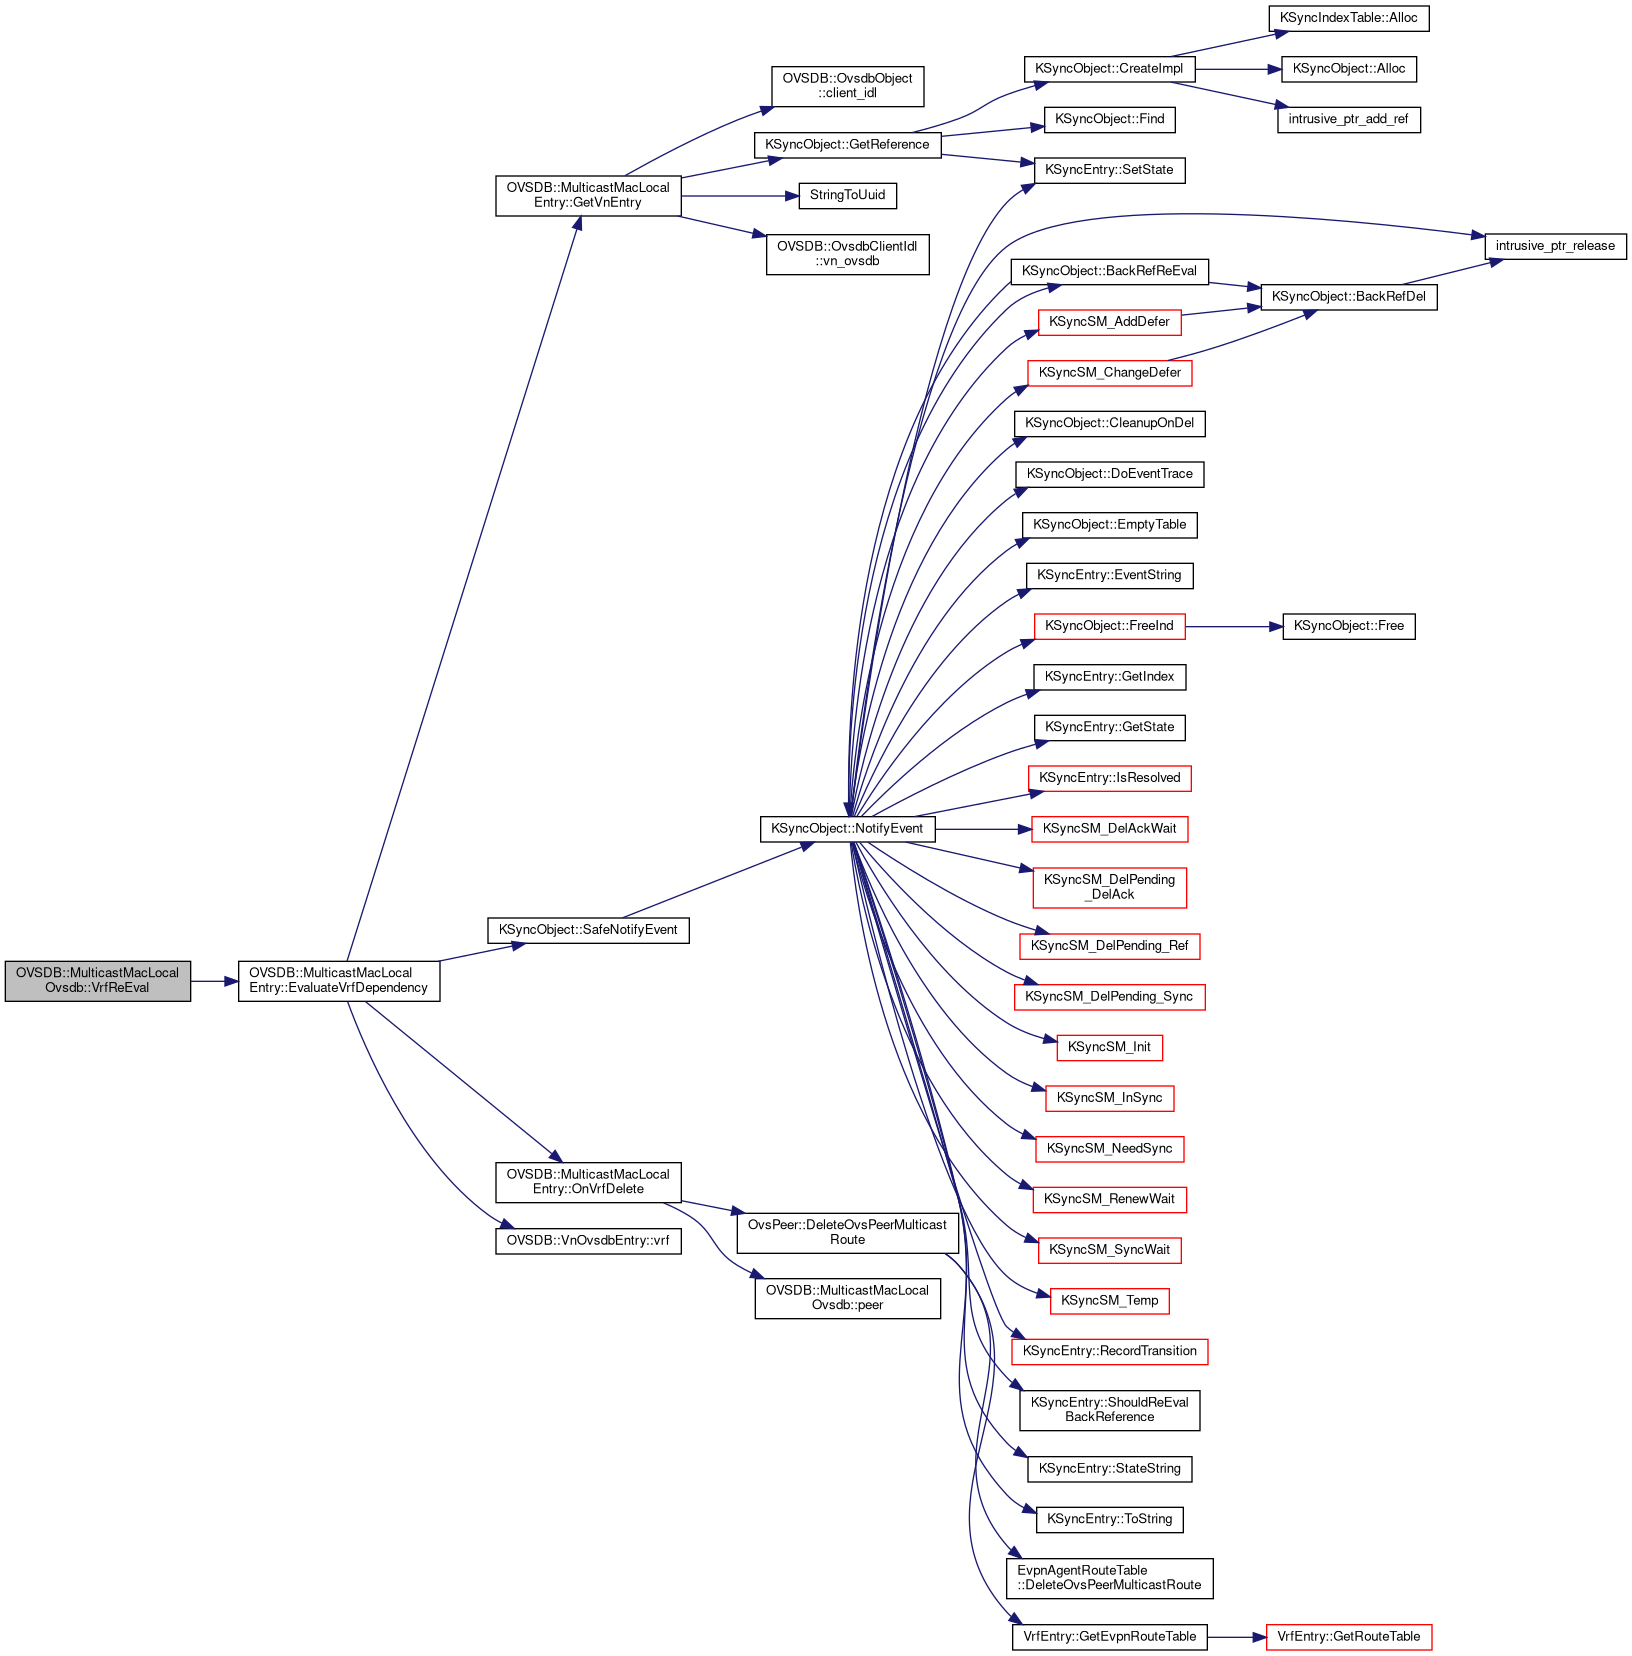 OVSDB::MulticastMacLocal
Ovsdb::VrfReEval
OVSDB::MulticastMacLocal
Entry::EvaluateVrfDependency
OVSDB::MulticastMacLocal
Entry::GetVnEntry
KSyncObject::SafeNotifyEvent
OVSDB::MulticastMacLocal
Entry::OnVrfDelete
OVSDB::VnOvsdbEntry::vrf
OVSDB::OvsdbObject
::client_idl
KSyncObject::GetReference
StringToUuid
OVSDB::OvsdbClientIdl
::vn_ovsdb
KSyncObject::NotifyEvent
OvsPeer::DeleteOvsPeerMulticast
Route
OVSDB::MulticastMacLocal
Ovsdb::peer
KSyncObject::CreateImpl
KSyncObject::Find
KSyncEntry::SetState
KSyncObject::BackRefReEval
KSyncSM_AddDefer
KSyncSM_ChangeDefer
KSyncObject::CleanupOnDel
KSyncObject::DoEventTrace
KSyncObject::EmptyTable
KSyncEntry::EventString
KSyncObject::FreeInd
KSyncEntry::GetIndex
KSyncEntry::GetState
KSyncEntry::IsResolved
KSyncSM_DelAckWait
KSyncSM_DelPending
_DelAck
KSyncSM_DelPending_Ref
KSyncSM_DelPending_Sync
KSyncSM_Init
KSyncSM_InSync
KSyncSM_NeedSync
KSyncSM_RenewWait
KSyncSM_SyncWait
KSyncSM_Temp
KSyncEntry::RecordTransition
KSyncEntry::ShouldReEval
BackReference
KSyncEntry::StateString
KSyncEntry::ToString
EvpnAgentRouteTable
::DeleteOvsPeerMulticastRoute
VrfEntry::GetEvpnRouteTable
KSyncIndexTable::Alloc
KSyncObject::Alloc
intrusive_ptr_add_ref
KSyncObject::BackRefDel
KSyncObject::Free
VrfEntry::GetRouteTable
intrusive_ptr_release